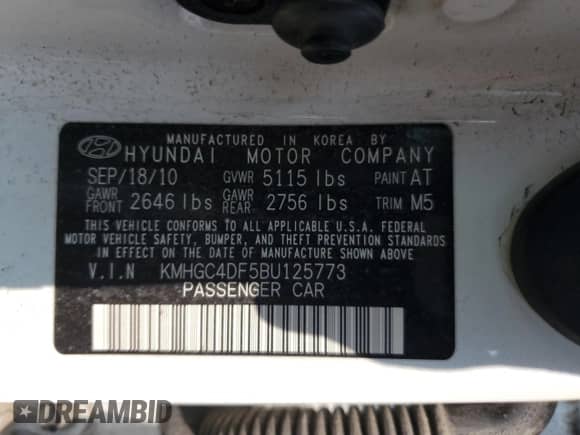 MANUFACTURED IN KOREA BY
HYUNDAI MOTOR COMPANY
SEP/18/10 GVWR 5115 lbs PAINT AT
GAWR FRONT 2646 lbs GAWR REAR 2756 lbs TRIM M5
THIS VEHICLE CONFORMS TO ALL APPLICABLE U.S.A. FEDERAL
MOTOR VEHICLE SAFETY, BUMPER, AND THEFT PREVENTION STANDARDS
IN EFFECT ON THE DATE OF MANUFACTURE SHOWN ABOVE.
V.I.N KMHGC4DF5BU125773
PASSENGER CAR
DREAMBID